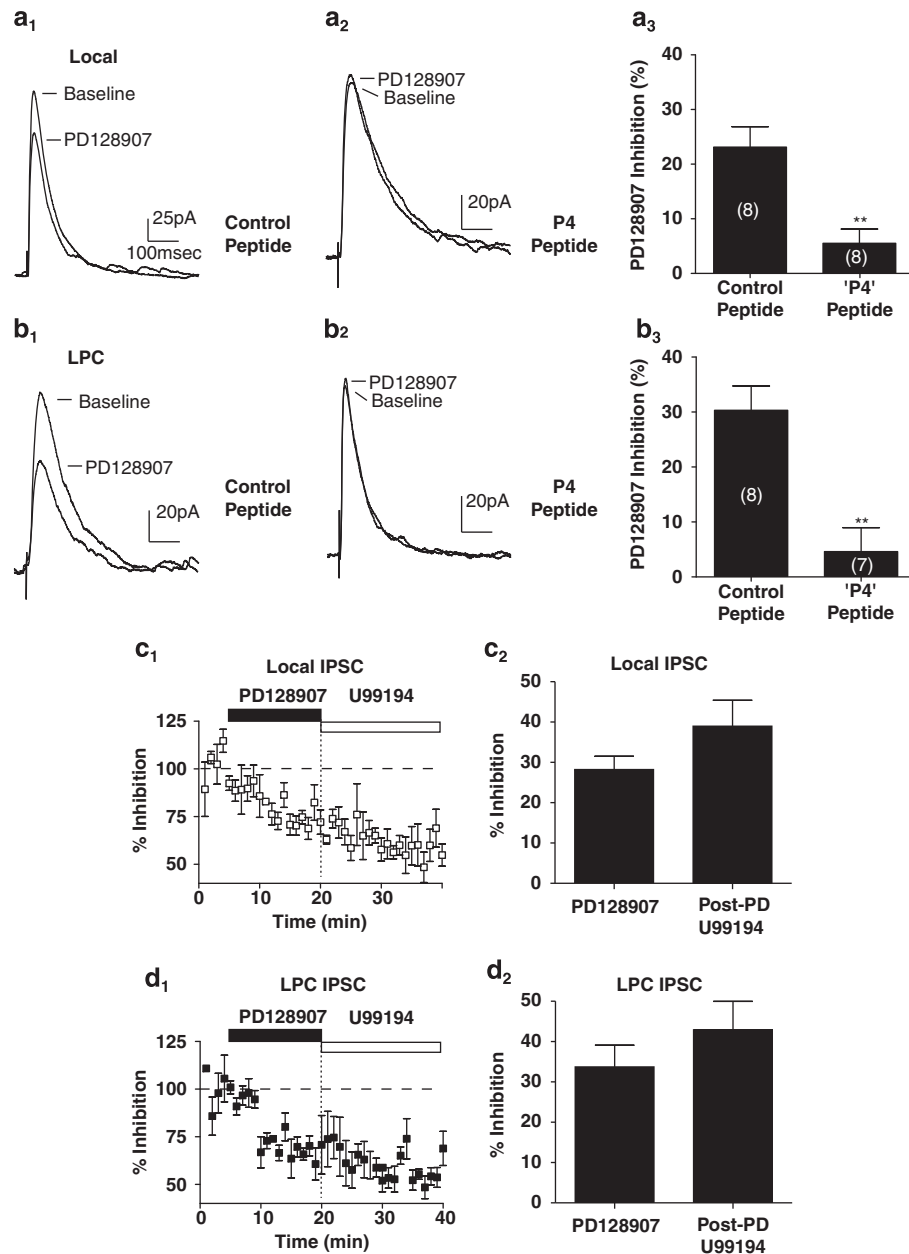 a1
a2
a3
Local
Baseline
PD128907
25pA
100msec
Control
Peptide
PD128907
Baseline
20pA
P4
Peptide
PD128907 Inhibition (%)
40
30
20
10
0
(8)
**
(8)
Control
Peptide
'P4'
Peptide
b1
b2
b3
LPC
Baseline
PD128907
20pA
Control
Peptide
PD128907
Baseline
20pA
P4
Peptide
PD128907 Inhibition (%)
40
30
20
10
0
(8)
**
(7)
Control
Peptide
'P4'
Peptide
c1
Local IPSC
PD128907
U99194
% Inhibition
125
100
75
50
0
10
20
30
Time (min)
c2
Local IPSC
% Inhibition
50
40
30
20
10
0
PD128907
Post-PD
U99194
d1
LPC IPSC
PD128907
U99194
% Inhibition
125
100
75
50
0
10
20
30
40
Time (min)
d2
LPC IPSC
% Inhibition
50
40
30
20
10
0
PD128907
Post-PD
U99194